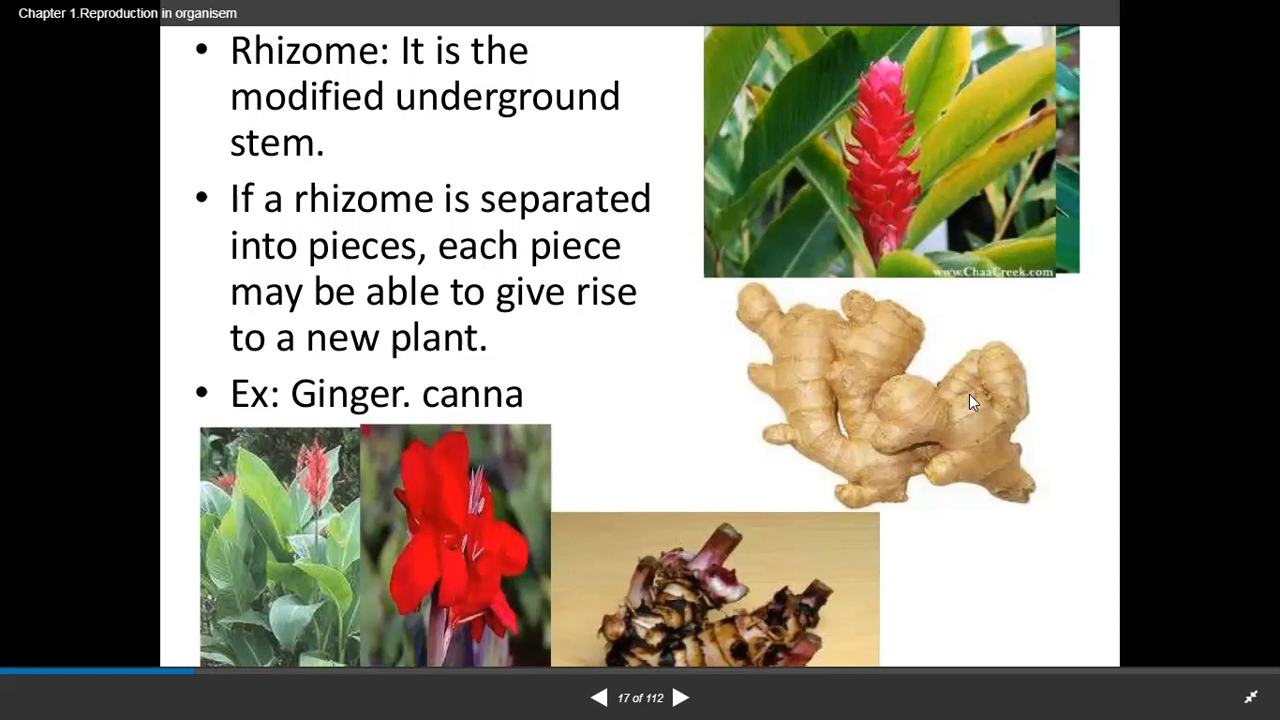 Chapter 1.Reproduction in organisem
• Rhizome: It is the
modified underground
stem.
• If a rhizome is separated
into pieces, each piece
may be able to give rise
to a new plant.
• Ex: Ginger. canna
www.ChaaCreek.com
17 of 112